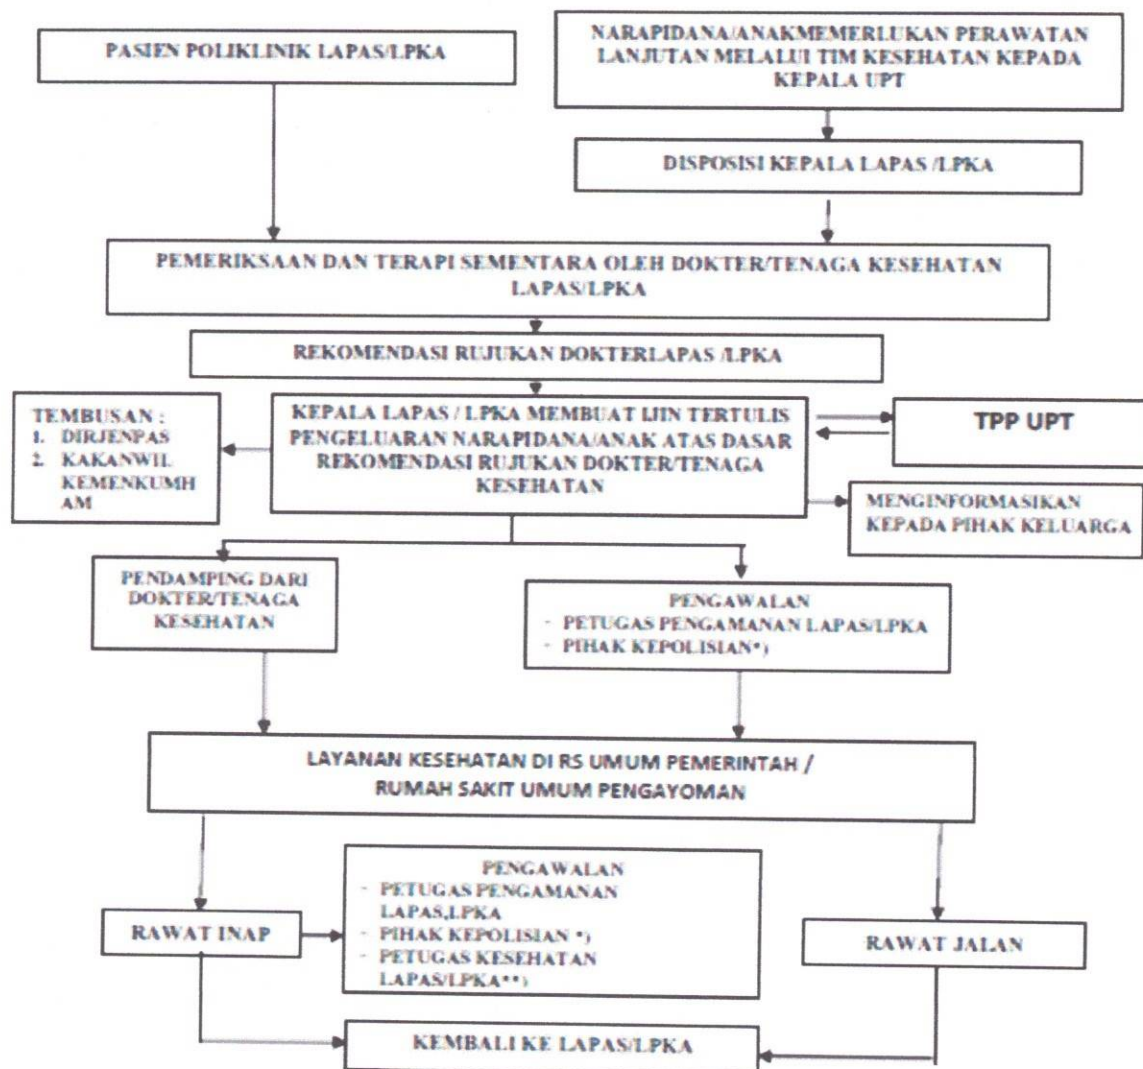 PASIEN POLIKLINIK LAPAS/LPKA
NARAPIDANA/ANAKMEMERLUKAN PERAWATAN
LANJUTAN MELALUI TIM KESEHATAN KEPADA
KEPALA UPT
DISPOSISI KEPALA LAPAS /LPKA
PEMERIKSAAN DAN TERAPI SEMENTARA OLEH DOKTER/TENAGA KESEHATAN
LAPAS/LPKA
REKOMENDASI RUJUKAN DOKTERLAPAS /LPKA
TEMBUSAN :
1. DIRJENPAS
2. KAKANWIL
KEMENKUMH
AM
KEPALA LAPAS / LPKA MEMBUAT IJIN TERTULIS
PENGELUARAN NARAPIDANA/ANAK ATAS DASAR
REKOMENDASI RUJUKAN DOKTER/TENAGA
KESEHATAN
TPP UPT
MENGINFORMASIKAN
KEPADA PIHAK KELUARGA
PENDAMPING DARI
DOKTER/TENAGA
KESEHATAN
PENGAWALAN
- PETUGAS PENGAMANAN LAPAS/LPKA
- PIHAK KEPOLISIAN*)
LAYANAN KESEHATAN DI RS UMUM PEMERINTAH /
RUMAH SAKIT UMUM PENGAYOMAN
RAWAT INAP
PENGAWALAN
- PETUGAS PENGAMANAN
LAPAS,LPKA
- PIHAK KEPOLISIAN *)
- PETUGAS KESEHATAN
LAPAS/LPKA**)
RAWAT JALAN
KEMBALI KE LAPAS/LPKA